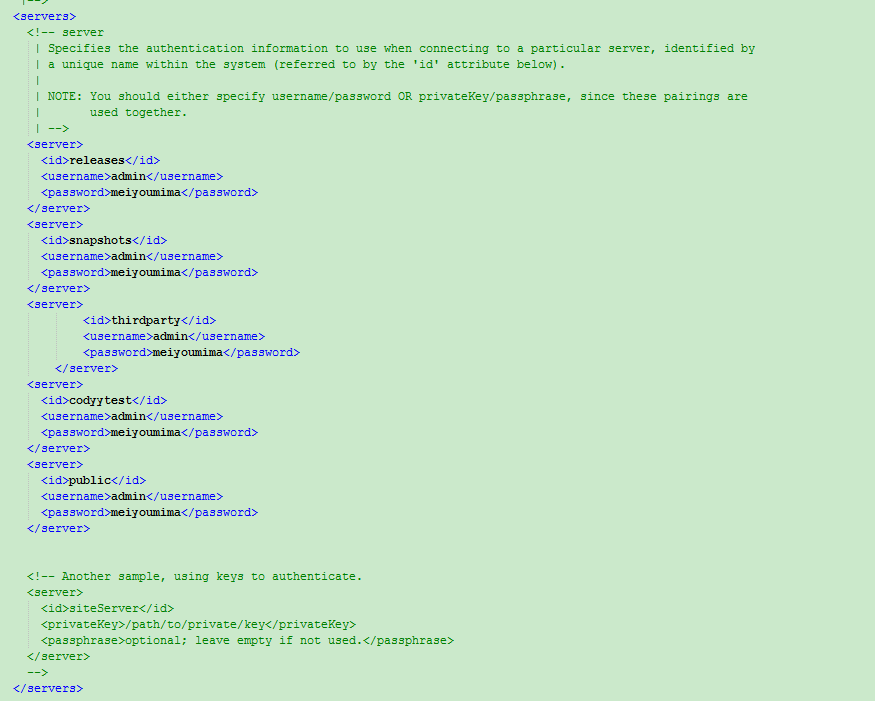 |-->
<servers>
<!-- server
| Specifies the authentication information to use when connecting to a particular server, identified by
| a unique name within the system (referred to by the 'id' attribute below).
|
| NOTE: You should either specify username/password OR privateKey/passphrase, since these pairings are
|       used together.
| -->
<server>
<id>releases</id>
<username>admin</username>
<password>meiyoumima</password>
</server>
<server>
<id>snapshots</id>
<username>admin</username>
<password>meiyoumima</password>
</server>
<server>
<id>thirdparty</id>
<username>admin</username>
<password>meiyoumima</password>
</server>
<server>
<id>codyytest</id>
<username>admin</username>
<password>meiyoumima</password>
</server>
<server>
<id>public</id>
<username>admin</username>
<password>meiyoumima</password>
</server>
<!-- Another sample, using keys to authenticate.
<server>
<id>siteServer</id>
<privateKey>/path/to/private/key</privateKey>
<passphrase>optional; leave empty if not used.</passphrase>
</server>
-->
</servers>